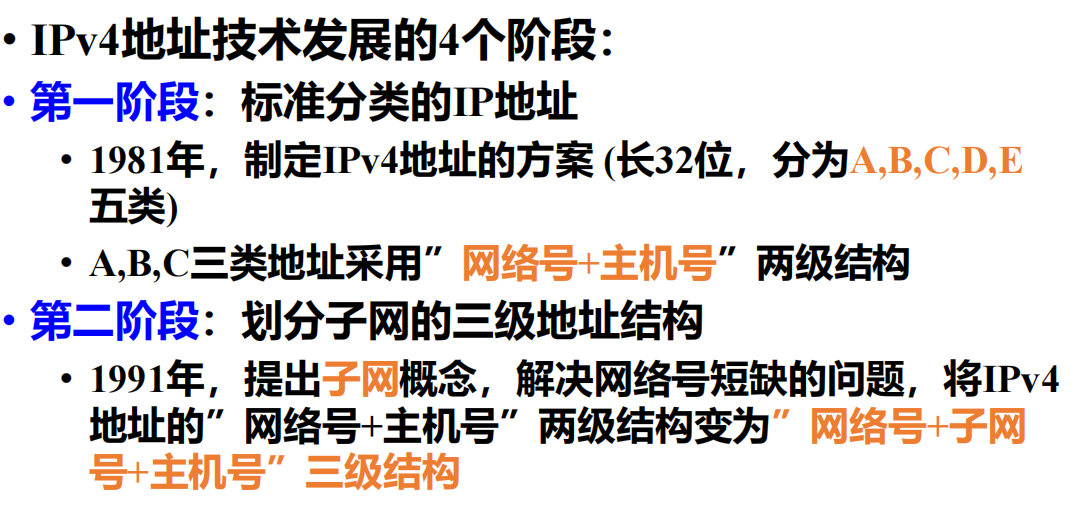 • IPv4地址技术发展的4个阶段：
• 第一阶段：标准分类的IP地址
• 1981年，制定IPv4地址的方案 (长32位，分为A,B,C,D,E
五类)
• A,B,C三类地址采用”网络号+主机号”两级结构
• 第二阶段：划分子网的三级地址结构
• 1991年，提出子网概念，解决网络号短缺的问题，将IPv4
地址的”网络号+主机号”两级结构变为”网络号+子网
号+主机号”三级结构